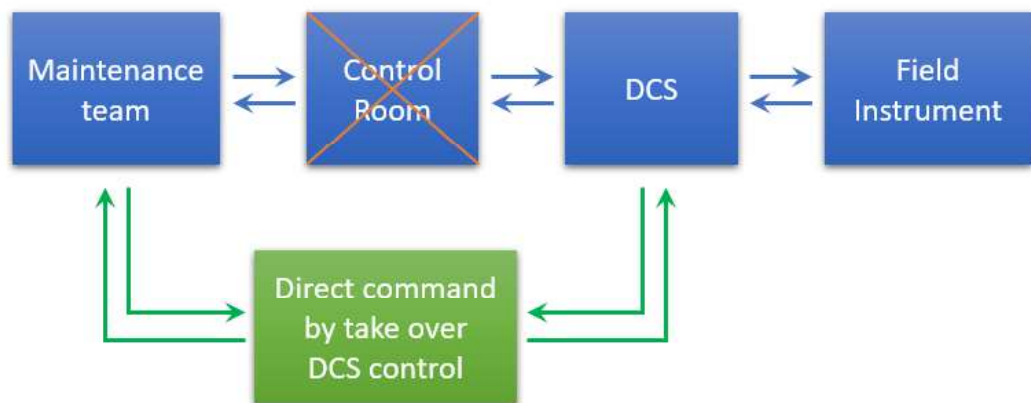 Maintenance
team
Control
Room
DCS
Field
Instrument
Direct command
by take over
DCS control